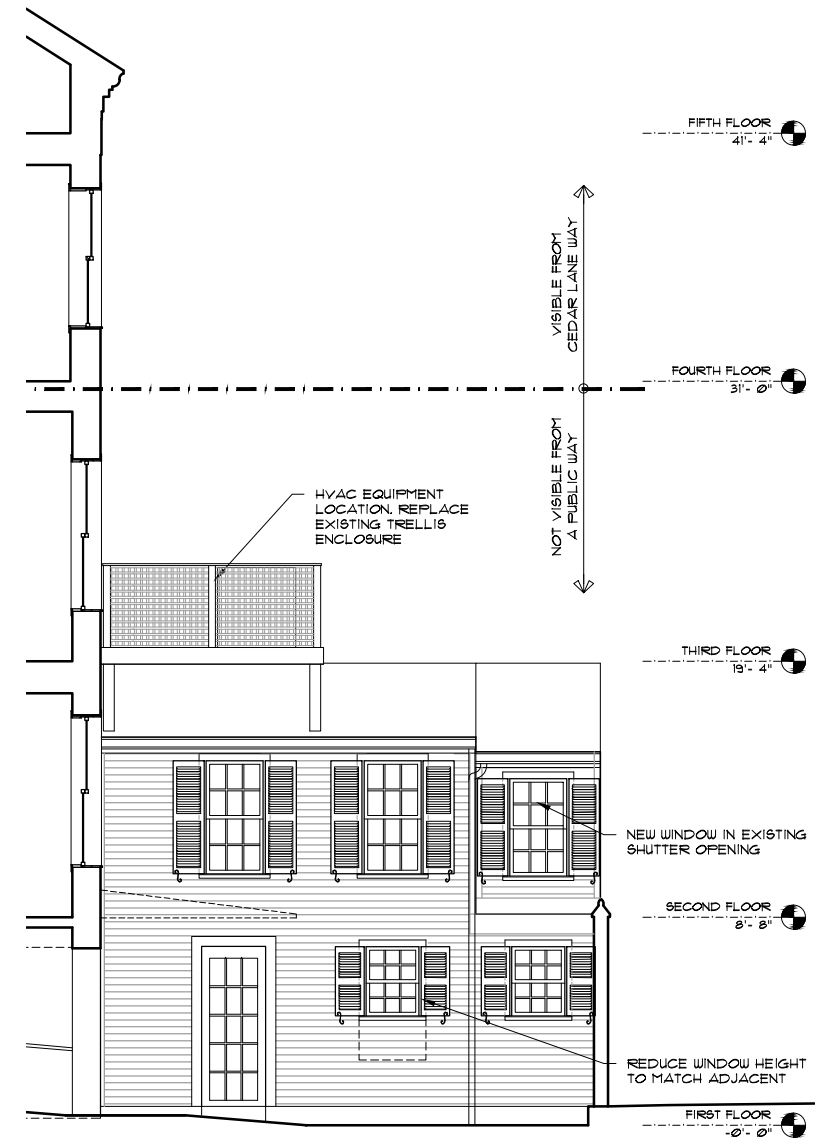 FIFTH FLOOR
41'- 4"
VISIBLE FROM
CEDAR LANE WAY
FOURTH FLOOR
31'- 0"
NOT VISIBLE FROM
A PUBLIC WAY
HVAC EQUIPMENT
LOCATION. REPLACE
EXISTING TRELLIS
ENCLOSURE
THIRD FLOOR
19'- 4"
NEW WINDOW IN EXISTING
SHUTTER OPENING
SECOND FLOOR
8'- 8"
REDUCE WINDOW HEIGHT
TO MATCH ADJACENT
FIRST FLOOR
-0'- 0"